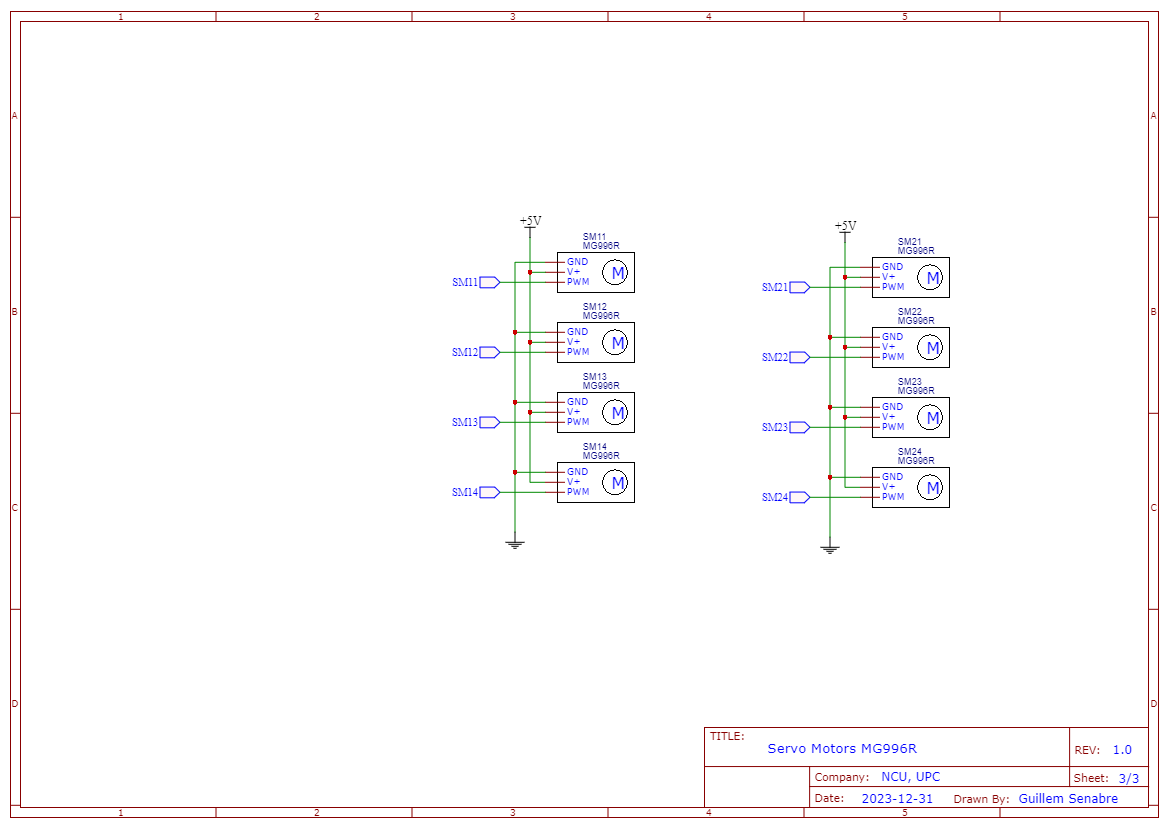 1 2 3 4 5
A A
+5V
+5V
SM11
MG996R
SM21
MG996R
GND
V+
PWM
M
SM11
GND
V+
PWM
M
SM21
SM12
MG996R
SM22
MG996R
B B
GND
V+
PWM
M
SM12
GND
V+
PWM
M
SM22
SM13
MG996R
SM23
MG996R
GND
V+
PWM
M
SM13
GND
V+
PWM
M
SM23
SM14
MG996R
SM24
MG996R
GND
V+
PWM
M
SM14
GND
V+
PWM
M
SM24
C C
D D
TITLE:
Servo Motors MG996R
REV: 1.0
Company: NCU, UPC
Sheet: 3/3
Date: 2023-12-31 Drawn By: Guillem Senabre
1 2 3 4 5